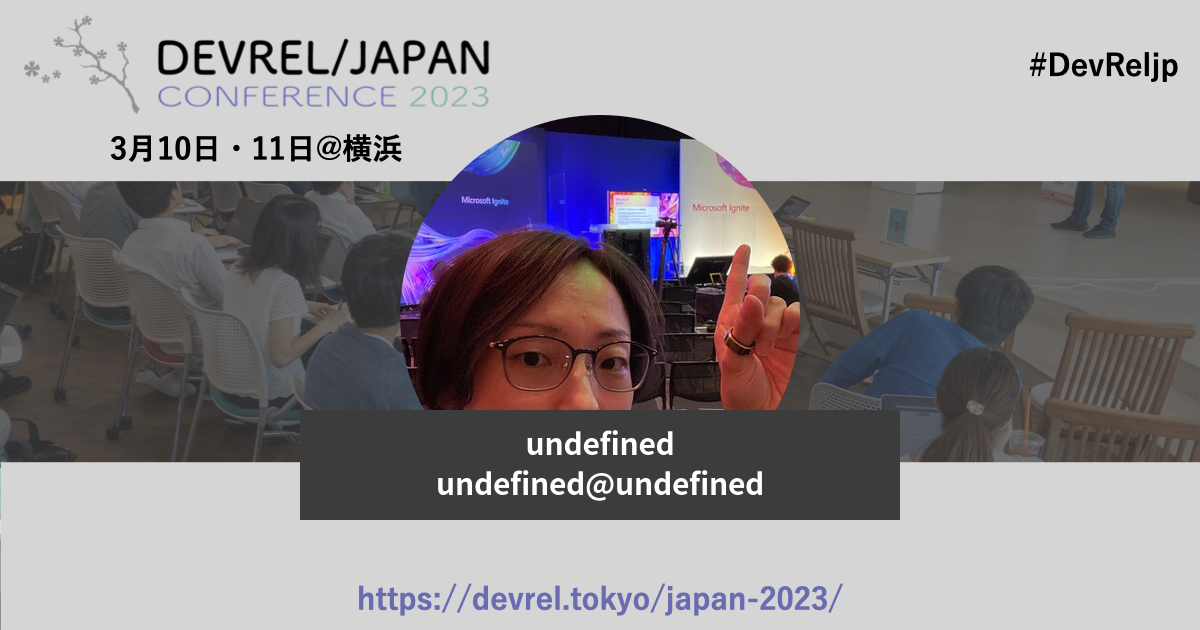 DEVREL/JAPAN
CONFERENCE 2023
#DevReljp
3月10日・11日@横浜
Microsoft Ignite
Microsoft Ignite
undefined
undefined@undefined
https://devrel.tokyo/japan-2023/